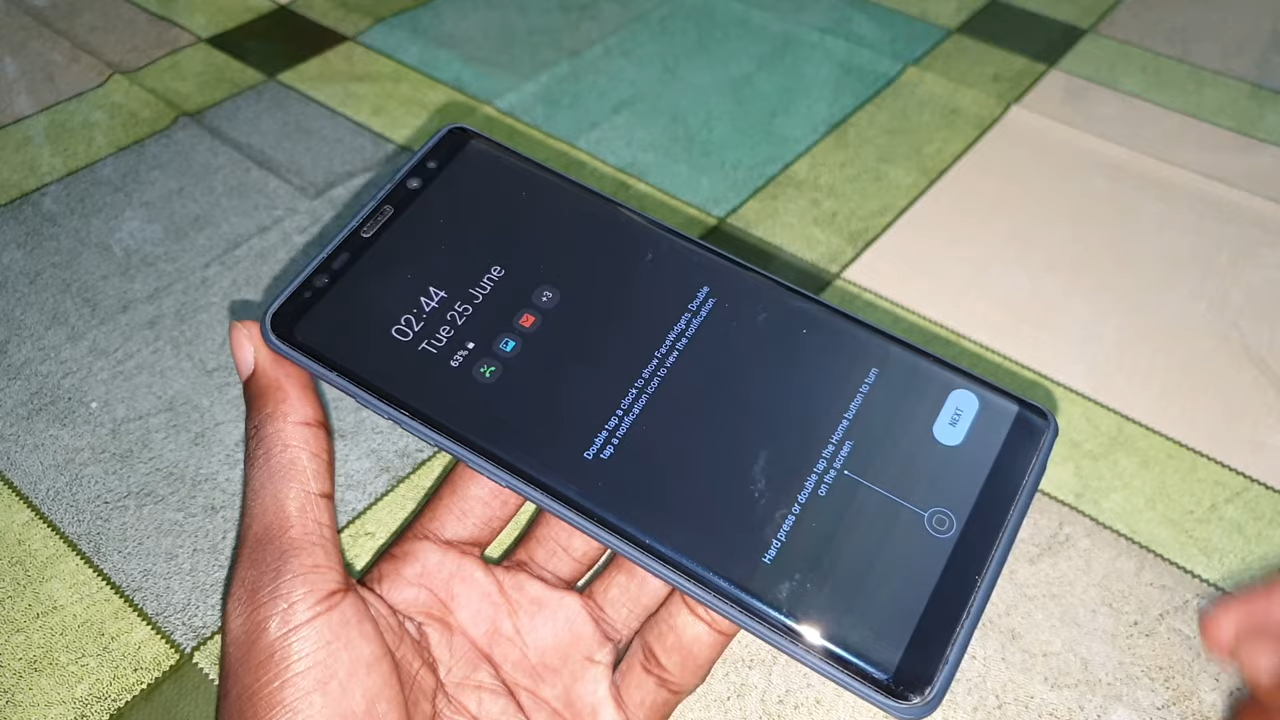 02:44
Tue 25 June
63%
+3
Double tap a clock to show FaceWidgets. Double
tap a notification icon to view the notification.
Hard press or double tap the Home button to turn
on the screen.
NEXT